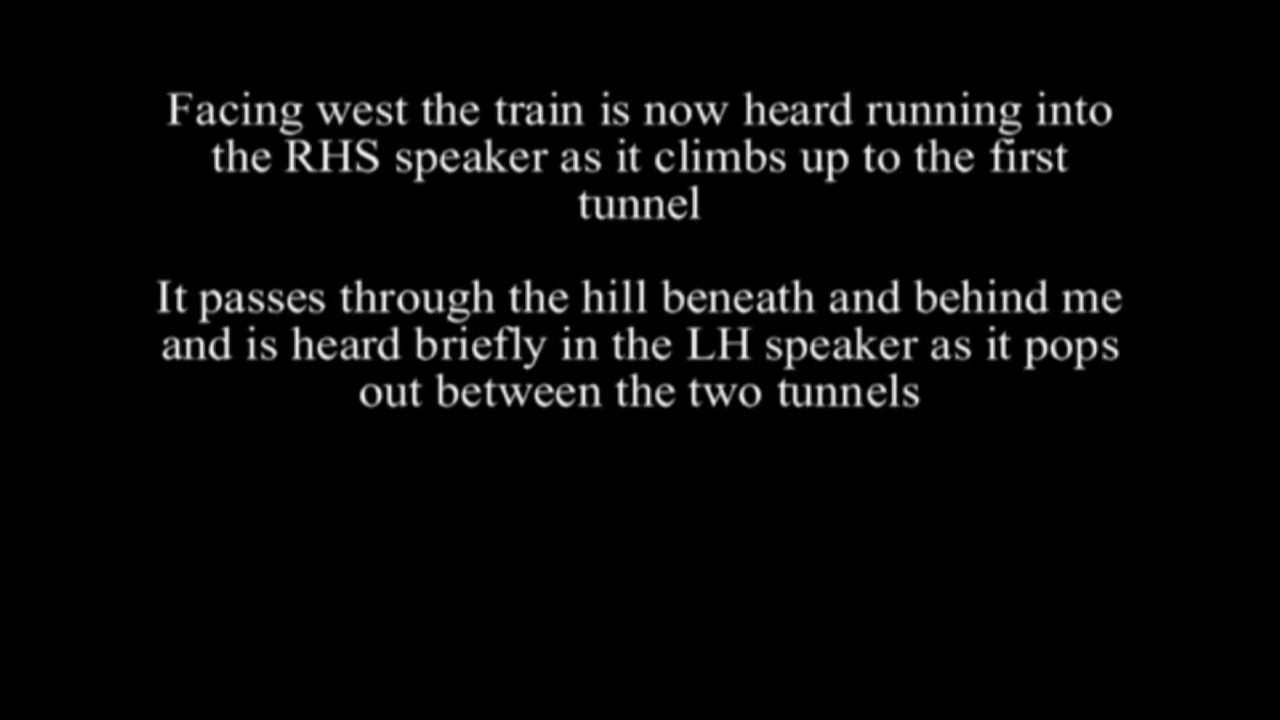 Facing west the train is now heard running into
the RHS speaker as it climbs up to the first
tunnel
It passes through the hill beneath and behind me
and is heard briefly in the LH speaker as it pops
out between the two tunnels